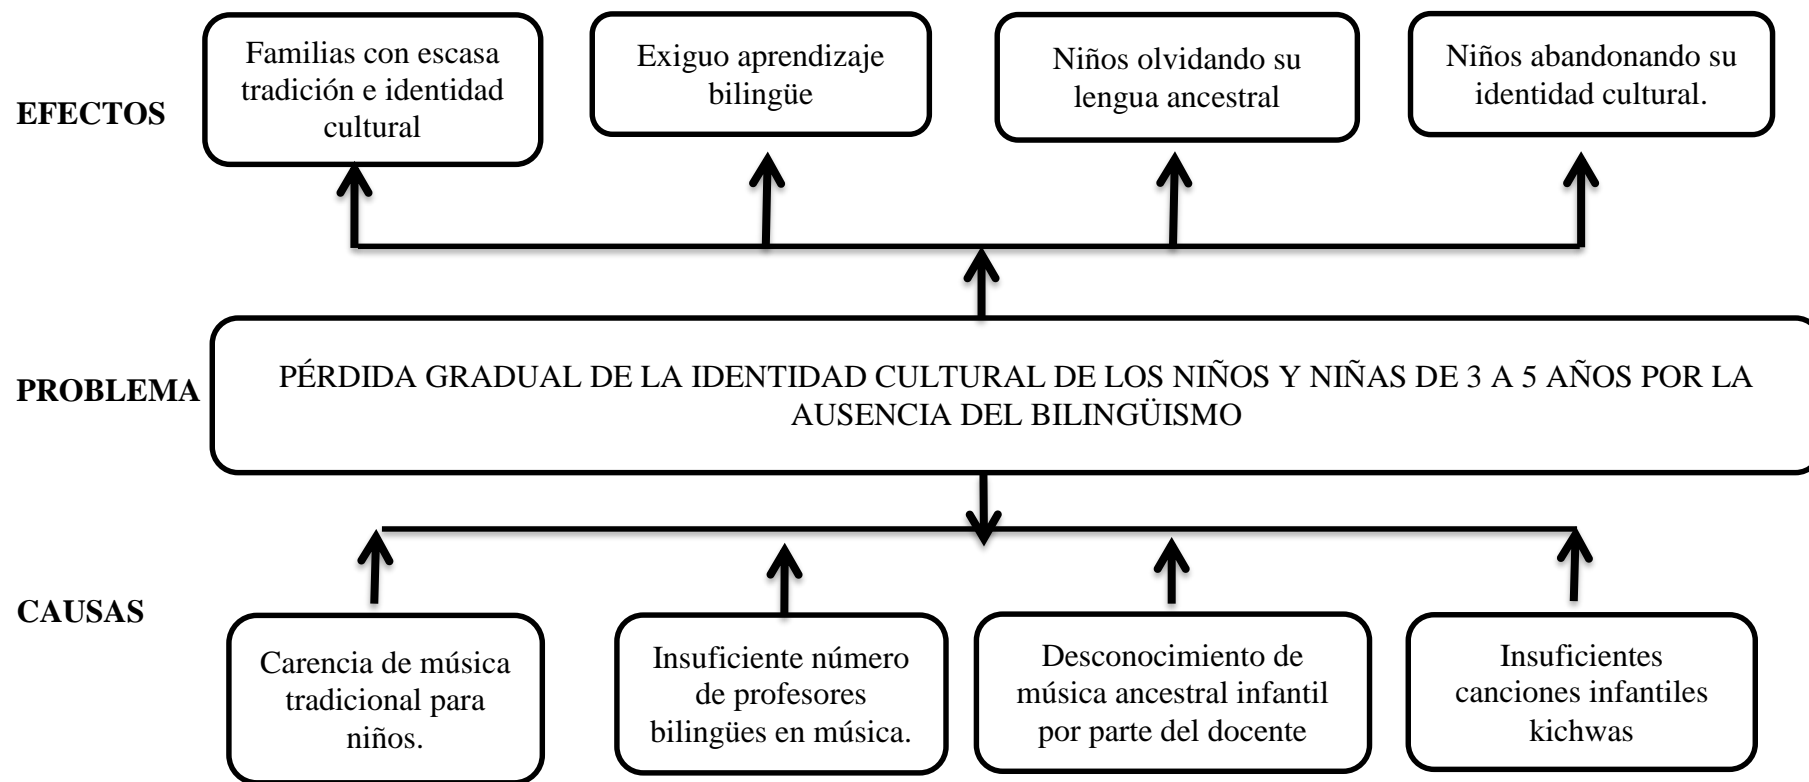 EFECTOS
Familias con escasa
tradición e identidad
cultural
Exiguo aprendizaje
bilingüe
Niños olvidando su
lengua ancestral
Niños abandonando su
identidad cultural.
PROBLEMA
PÉRDIDA GRADUAL DE LA IDENTIDAD CULTURAL DE LOS NIÑOS Y NIÑAS DE 3 A 5 AÑOS POR LA
AUSENCIA DEL BILINGÜISMO
CAUSAS
Carencia de música
tradicional para
niños.
Insuficiente número
de profesores
bilingües en música.
Desconocimiento de
música ancestral infantil
por parte del docente
Insuficientes
canciones infantiles
kichwas